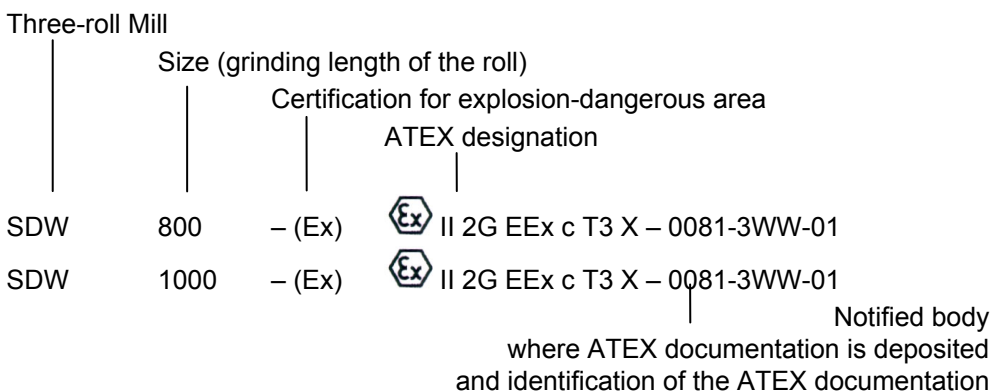 Three-roll Mill
Size (grinding length of the roll)
Certification for explosion-dangerous area
ATEX designation
SDW 800 – (Ex) Ex II 2G EEx c T3 X – 0081-3WW-01
SDW 1000 – (Ex) Ex II 2G EEx c T3 X – 0081-3WW-01
Notified body
where ATEX documentation is deposited
and identification of the ATEX documentation